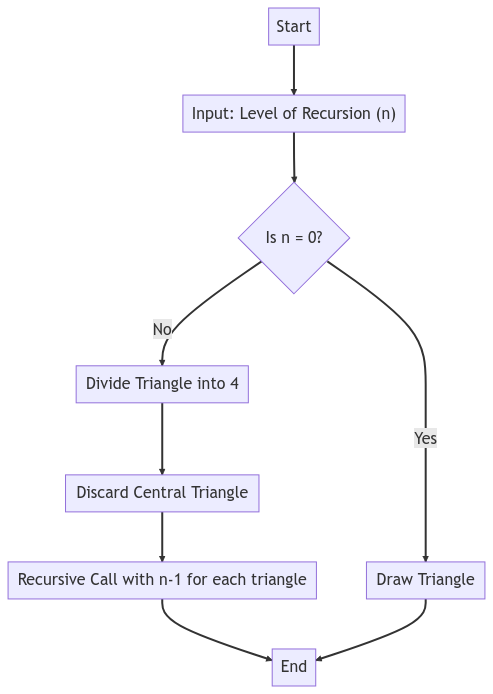 Start
Input: Level of Recursion (n)
Is n = 0?
No
Divide Triangle into 4
Yes
Discard Central Triangle
Recursive Call with n-1 for each triangle
Draw Triangle
End